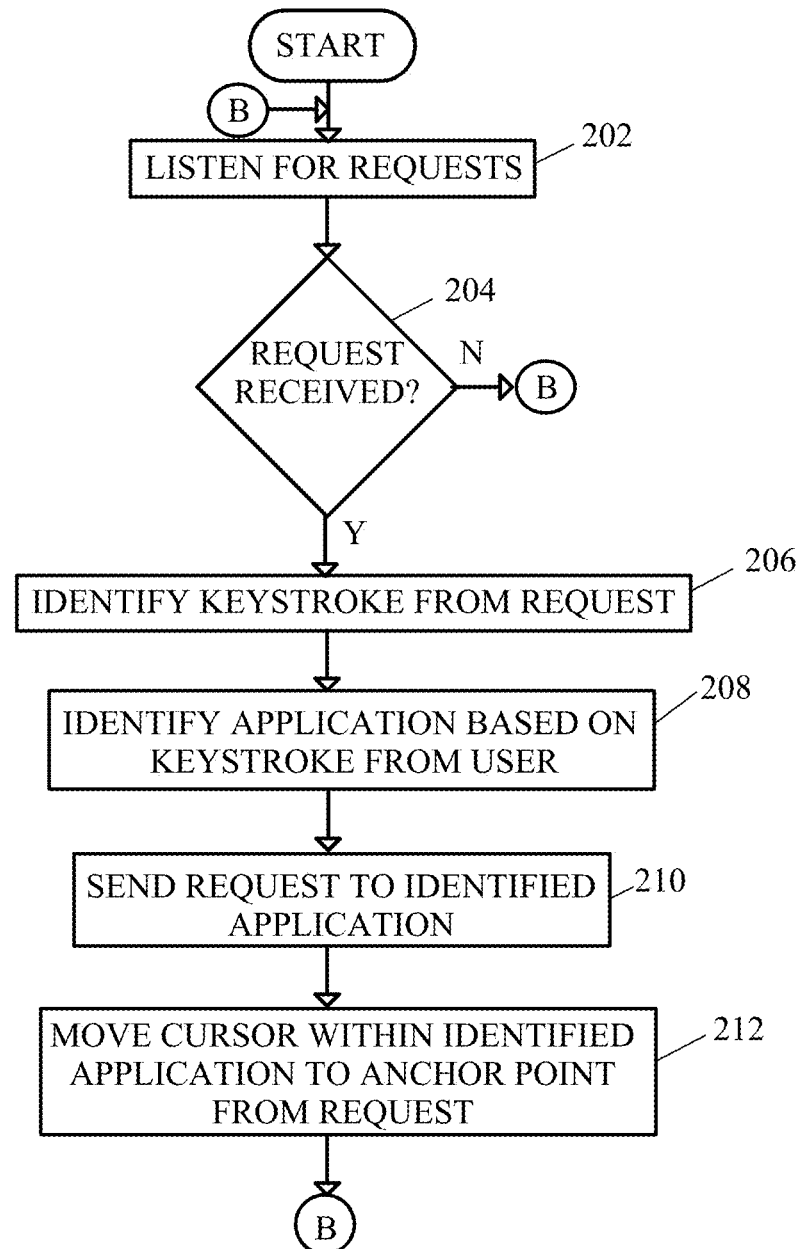 START
B
LISTEN FOR REQUESTS
202
204
REQUEST
RECEIVED?
N
B
Y
206
IDENTIFY KEYSTROKE FROM REQUEST
208
IDENTIFY APPLICATION BASED ON
KEYSTROKE FROM USER
SEND REQUEST TO IDENTIFIED
APPLICATION
210
MOVE CURSOR WITHIN IDENTIFIED
APPLICATION TO ANCHOR POINT
FROM REQUEST
212
B